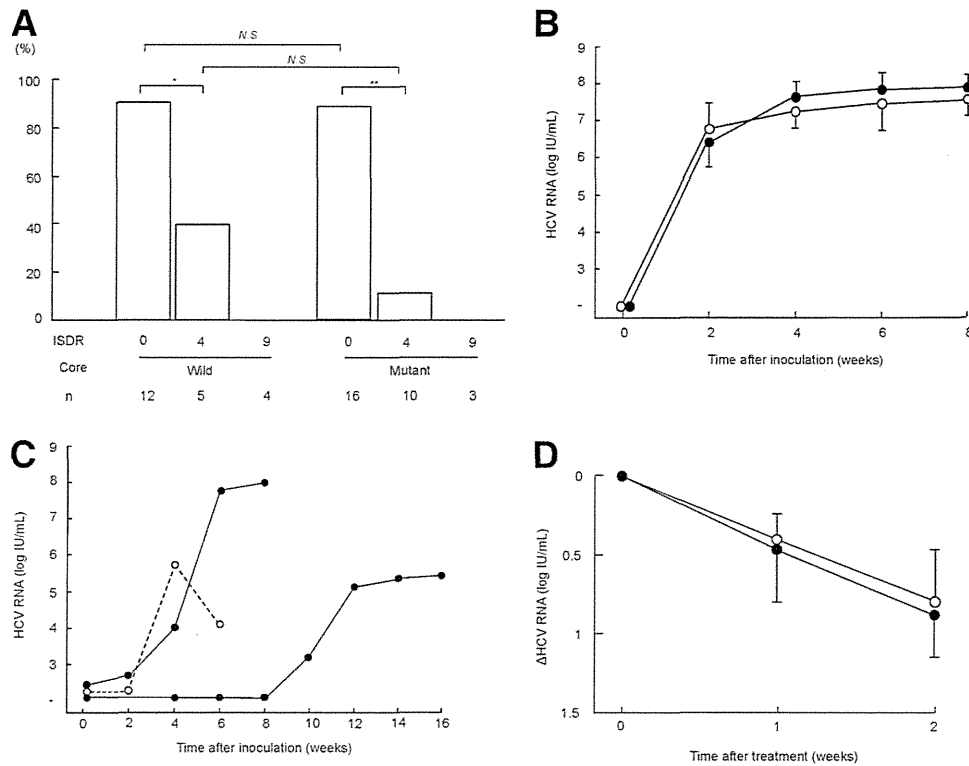 A
(%)
N.S
N.S.
*
**
100
80
60
40
20
0
ISDR 0 4 9 0 4 9
Core Wild Mutant
n 12 5 4 16 10 3
B
HCV RNA (log IU/mL)
9
8
7
6
5
4
3
-
0 2 4 6 8
Time after inoculation (weeks)
C
HCV RNA (log IU/mL)
9
8
7
6
5
4
3
-
0 2 4 6 8 10 12 14 16
Time after inoculation (weeks)
D
ΔHCV RNA (log IU/mL)
0
0.5
1
1.5
0 1 2
Time after treatment (weeks)